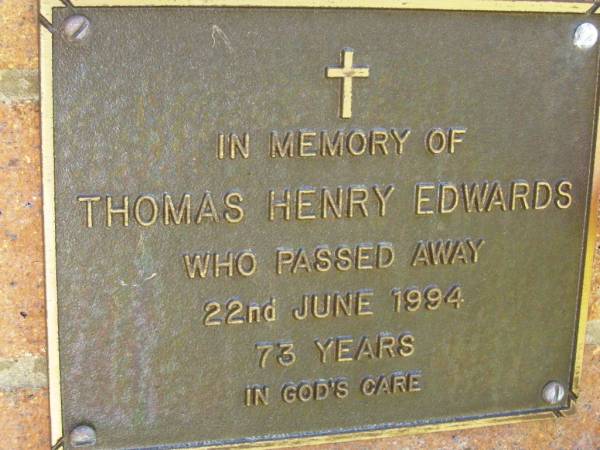 IN MEMORY OF
THOMAS HENRY EDWARDS
WHO PASSED AWAY
22nd JUNE 1994
73 YEARS
IN GOD'S CARE